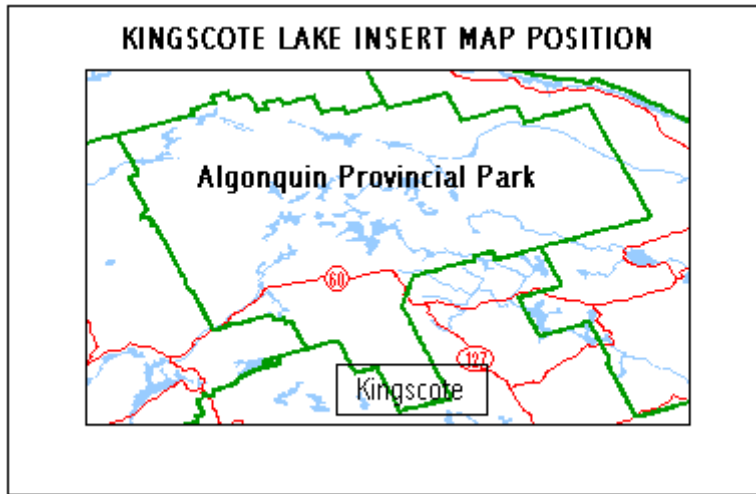 KINGSCOTE LAKE INSERT MAP POSITION
Algonquin Provincial Park
60
127
Kingscote